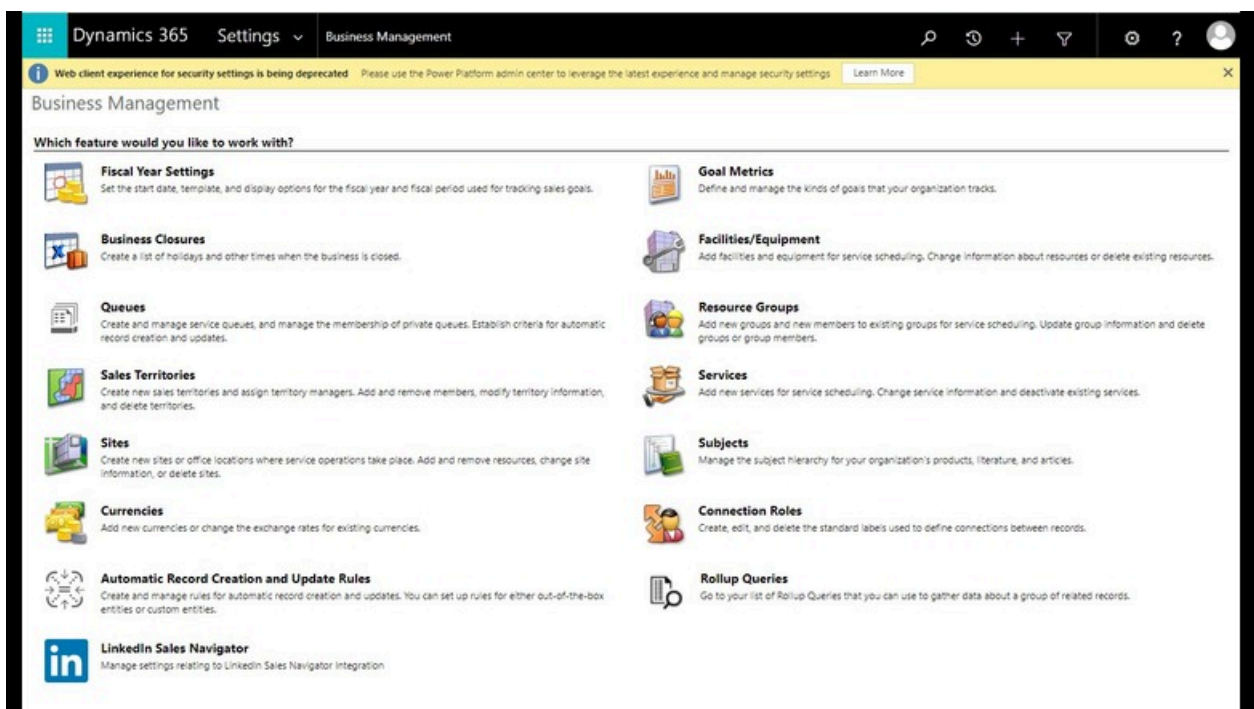 Dynamics 365 Settings Business Management
Web client experience for security settings is being deprecated Please use the Power Platform admin center to leverage the latest experience and manage security settings Learn More
Business Management
Which feature would you like to work with?
Fiscal Year Settings
Set the start date, template, and display options for the fiscal year and fiscal period used for tracking sales goals.
Goal Metrics
Define and manage the kinds of goals that your organization tracks.
Business Closures
Create a list of holidays and other times when the business is closed.
Facilities/Equipment
Add facilities and equipment for service scheduling. Change information about resources or delete existing resources.
Queues
Create and manage service queues, and manage the membership of private queues. Establish criteria for automatic
record creation and updates.
Resource Groups
Add new groups and new members to existing groups for service scheduling. Update group information and delete
groups or group members.
Sales Territories
Create new sales territories and assign territory managers. Add and remove members, modify territory information,
and delete territories.
Services
Add new services for service scheduling. Change service information and deactivate existing services.
Sites
Create new sites or office locations where service operations take place. Add and remove resources, change site
information, or delete sites.
Subjects
Manage the subject hierarchy for your organization's products, literature, and articles.
Currencies
Add new currencies or change the exchange rates for existing currencies.
Connection Roles
Create, edit, and delete the standard labels used to define connections between records.
Automatic Record Creation and Update Rules
Create and manage rules for automatic record creation and updates. You can set up rules for either out-of-the-box
entities or custom entities.
Rollup Queries
Go to your list of Rollup Queries that you can use to gather data about a group of related records.
in
LinkedIn Sales Navigator
Manage settings relating to LinkedIn Sales Navigator Integration